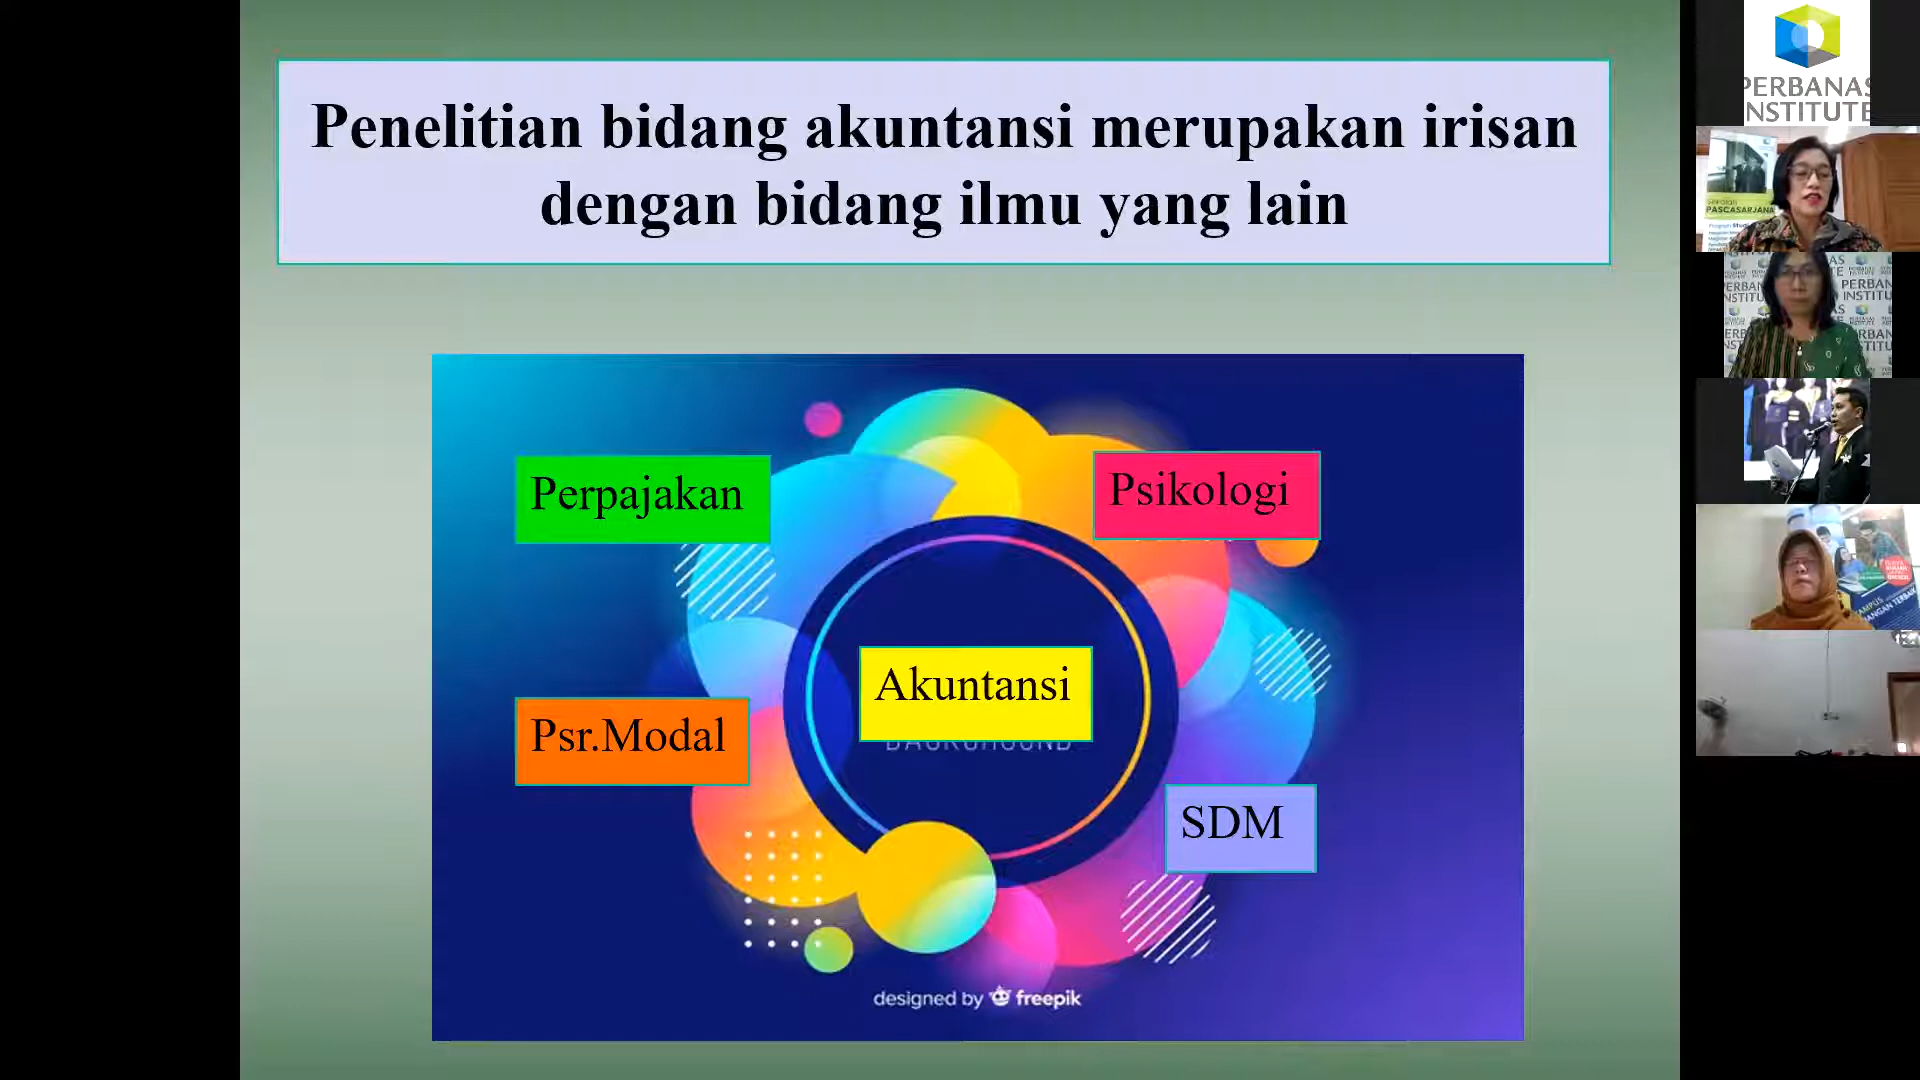 Penelitian bidang akuntansi merupakan irisan
dengan bidang ilmu yang lain
Perpajakan
Psikologi
Akuntansi
Psr.Modal
SDM
designed by freepik
PERBANAS
INSTITUTE
PASCASARJANA